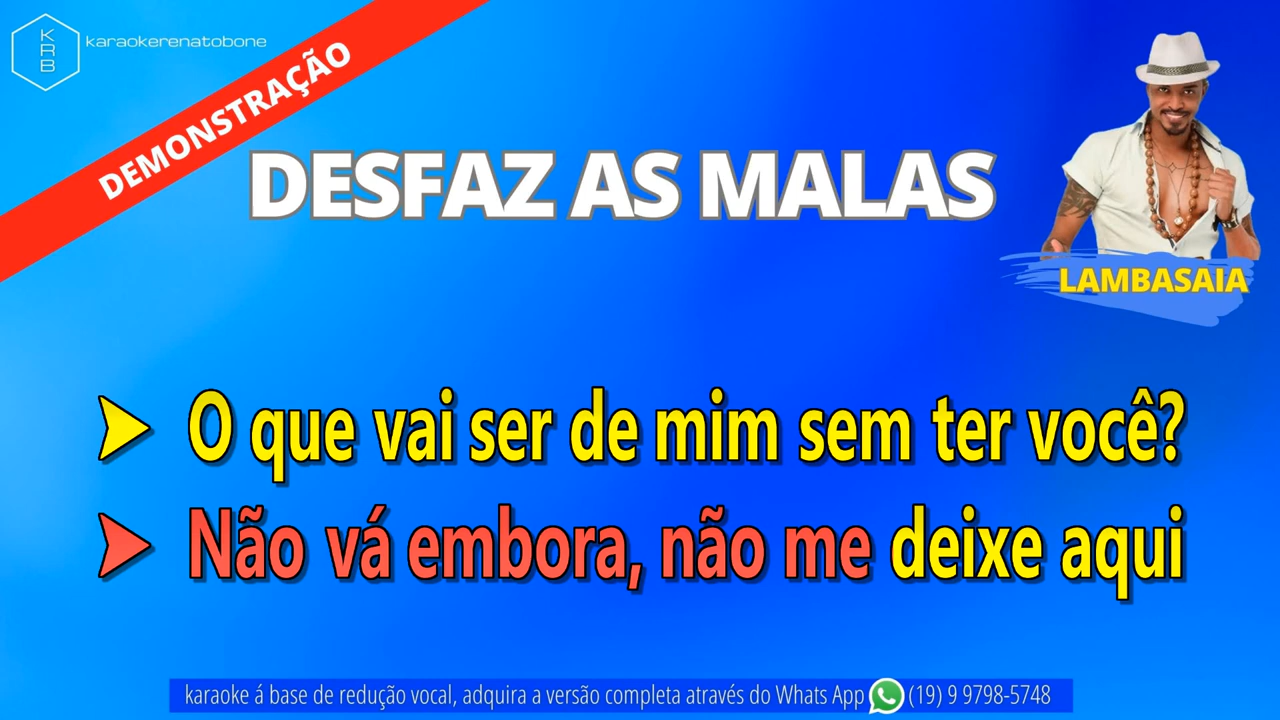 KRB
karaokerenatobone
DEMONSTRAÇÃO
DESFAZ AS MALAS
LAMBASAIA
O que vai ser de mim sem ter você?
Não vá embora, não me deixe aqui
karaoke á base de redução vocal, adquira a versão completa através do Whats App (19) 9 9798-5748